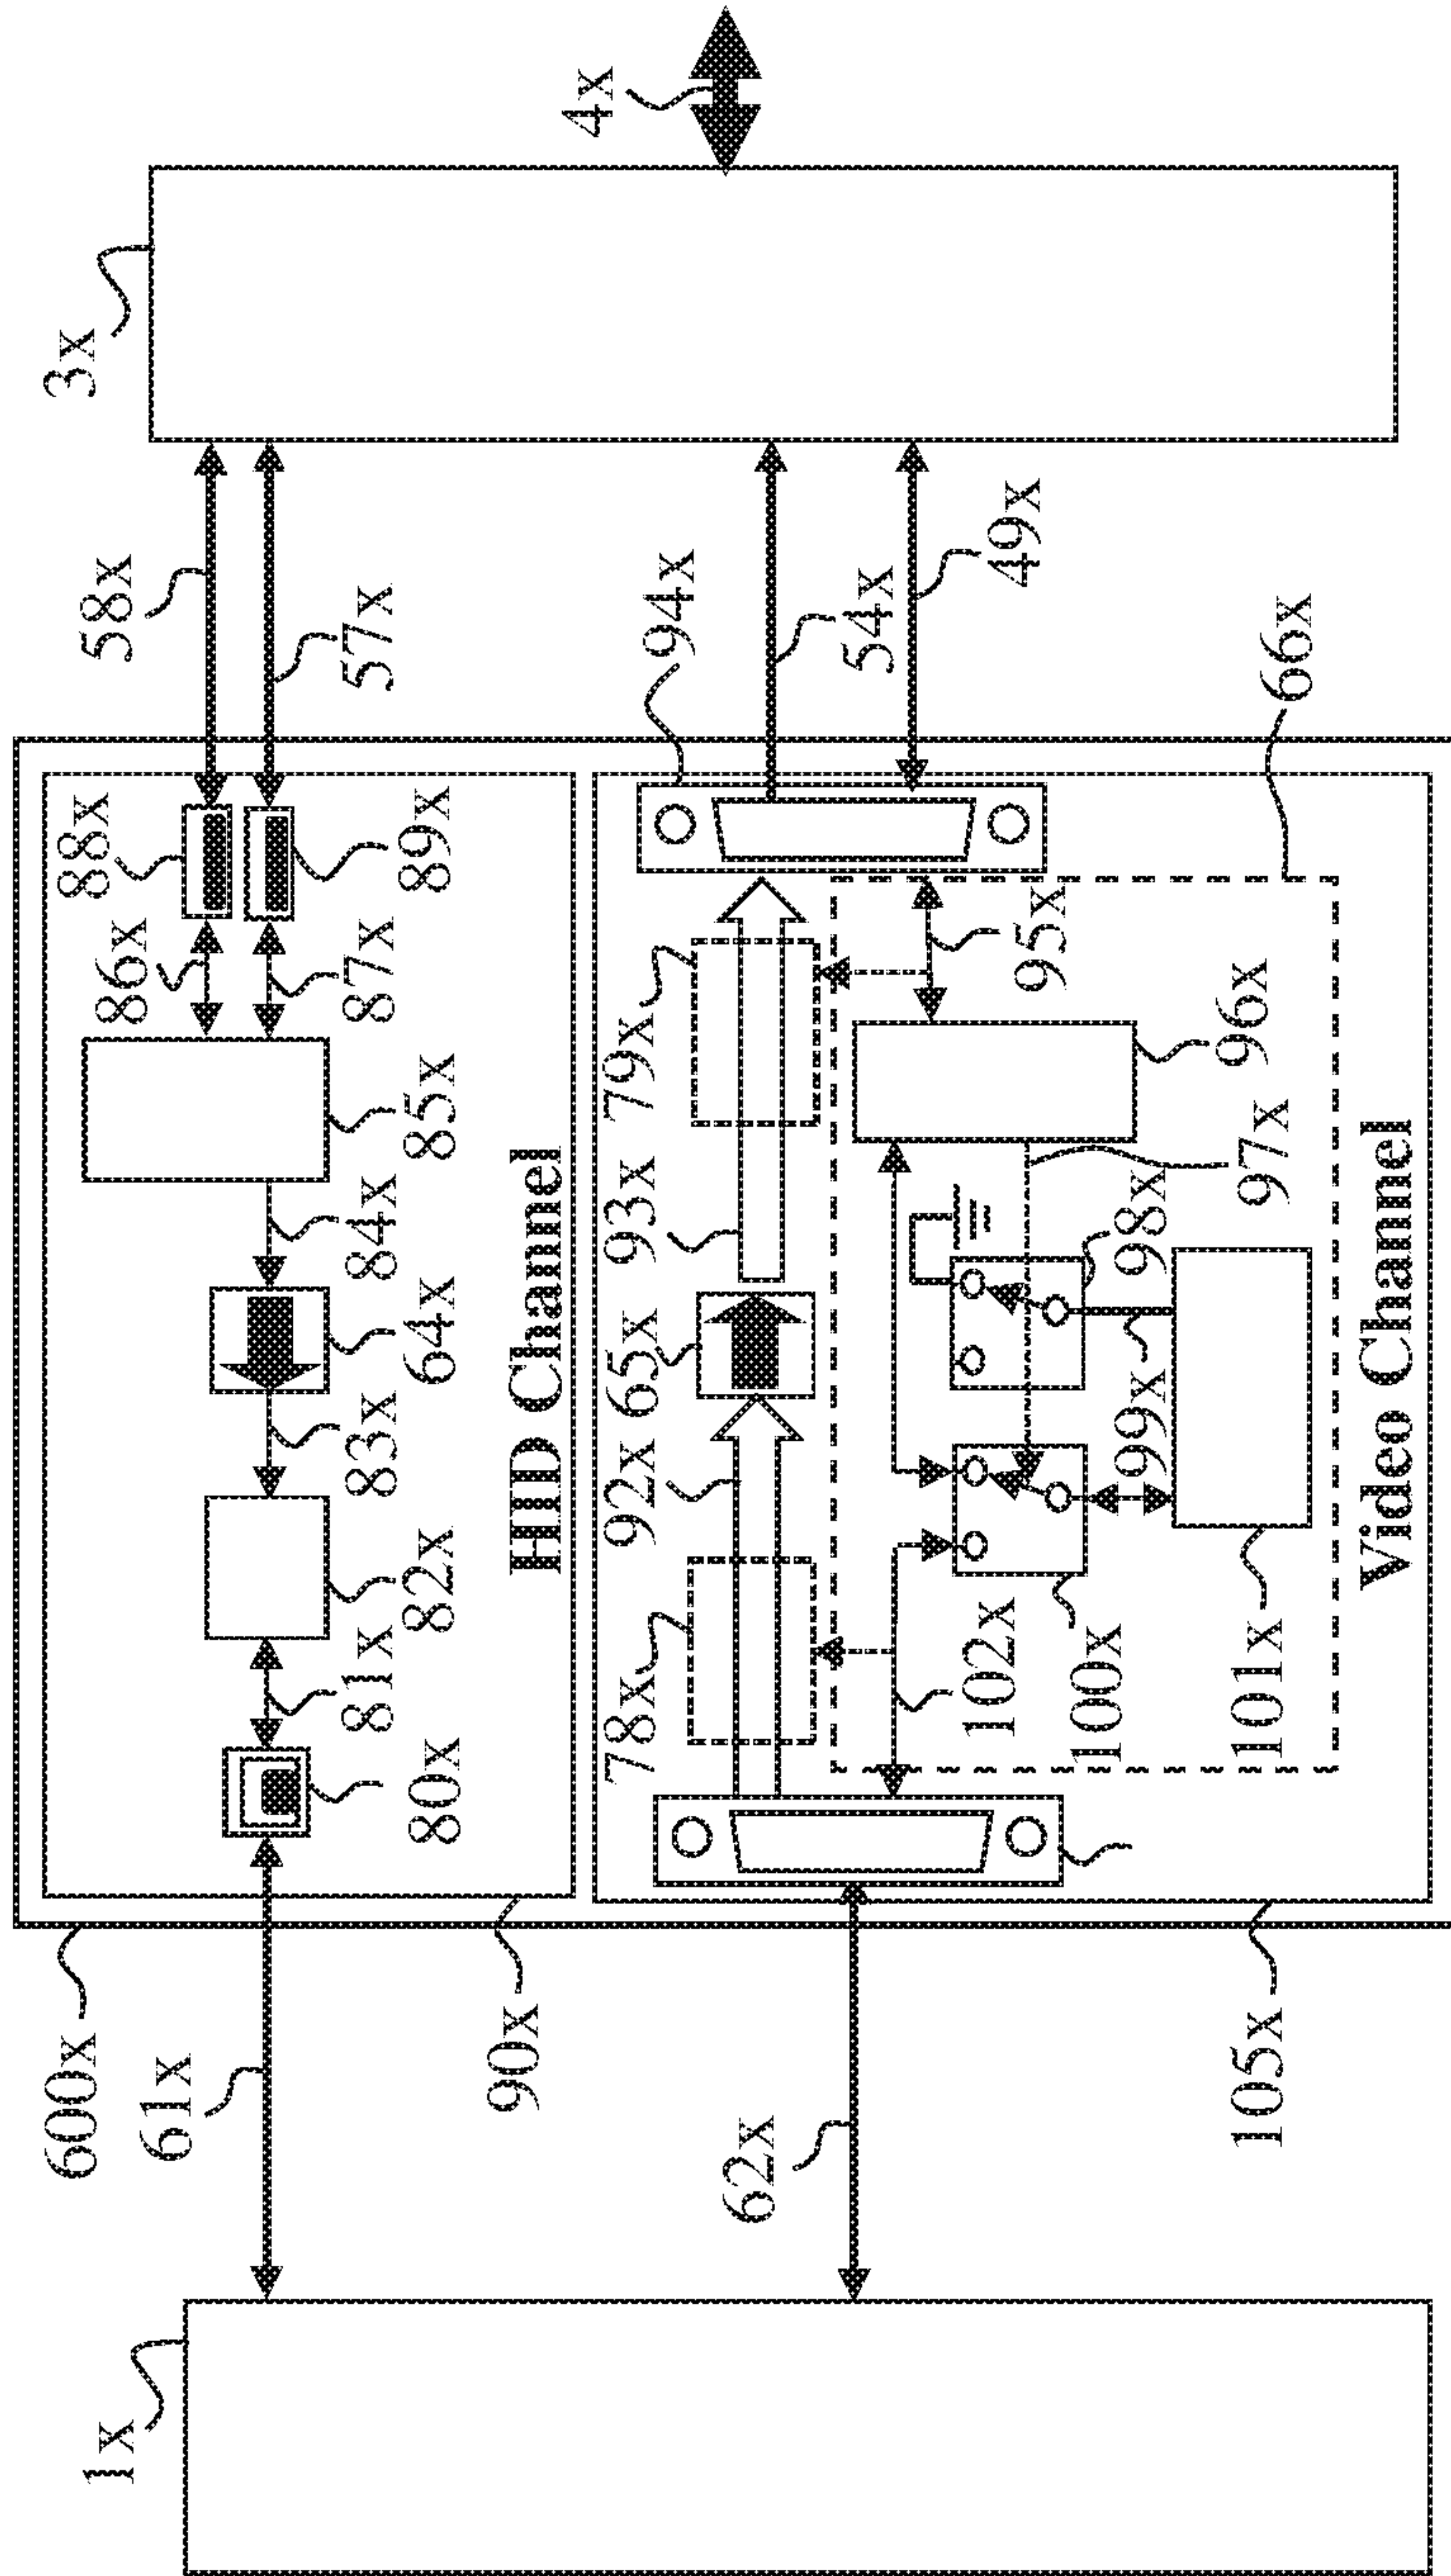 1x
600x
61x
90x
62x
105x
80x
81x
82x
83x
64x
84x
85x
86x
87x
88x
89x
HID Channel
58x
57x
3x
4x
78x
92x
65x
93x
79x
94x
54x
49x
66x
95x
96x
97x
98x
99x
102x
100x
101x
Video Channel